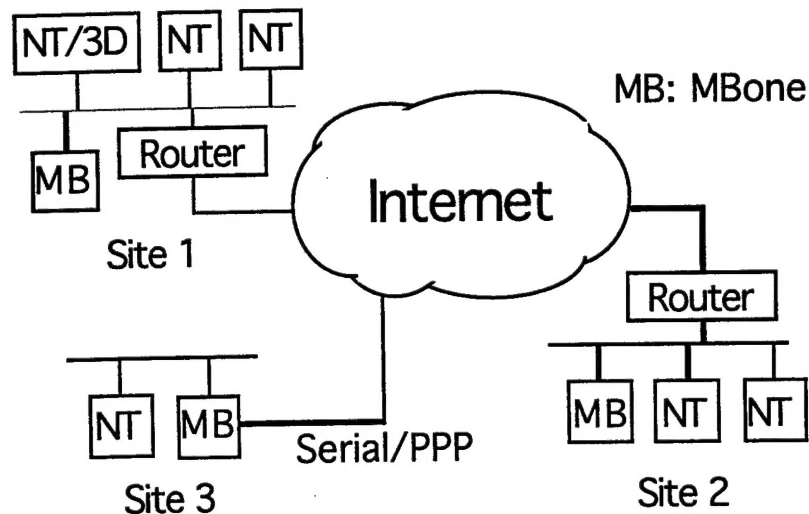 NT/3D NT NT
MB: MBone
MB Router
Internet
Site 1
Router
NT MB
MB NT NT
Serial/PPP
Site 3
Site 2